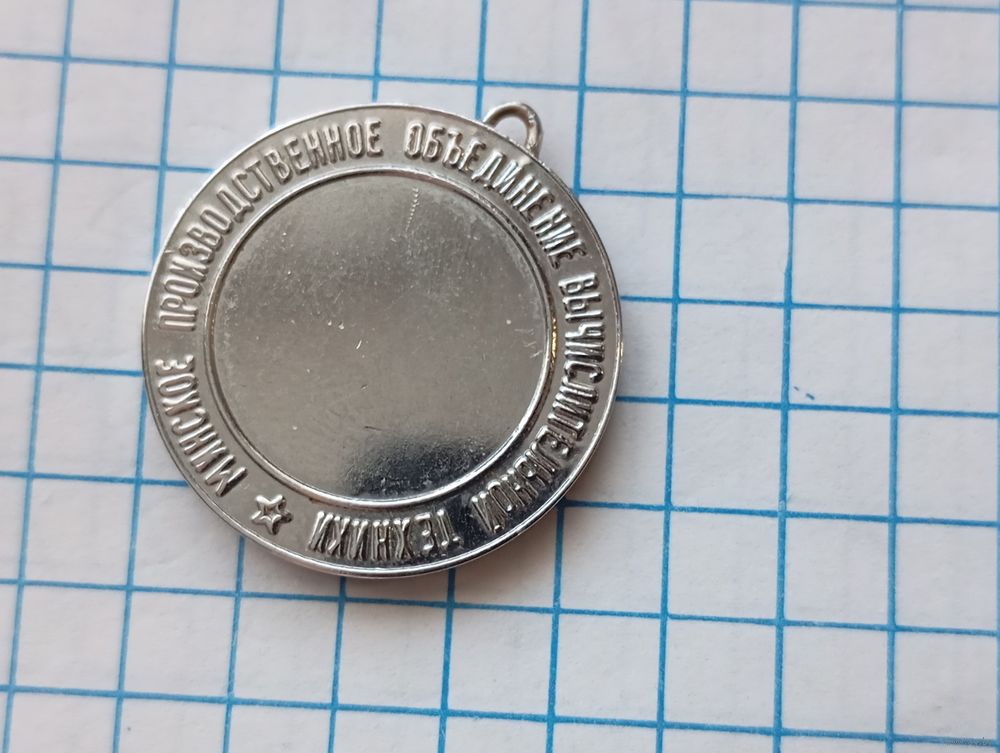 МИНСКОЕ ПРОИЗВОДСТВЕННОЕ ОБЪЕДИНЕНИЕ ВЫЧИСЛИТЕЛЬНОЙ ТЕХНИКИ